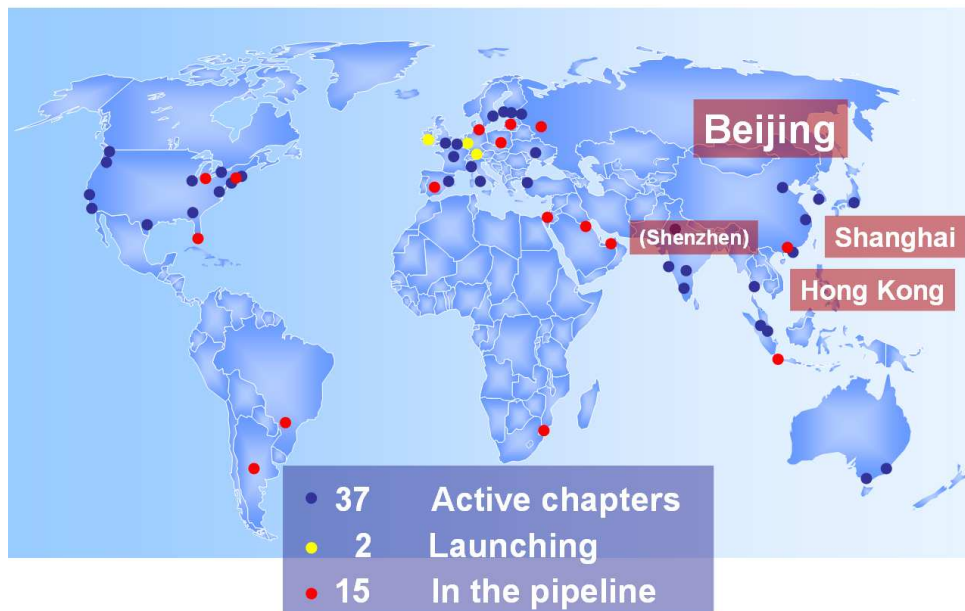 Beijing
(Shenzhen)
Shanghai
Hong Kong
37 Active chapters
2 Launching
15 In the pipeline